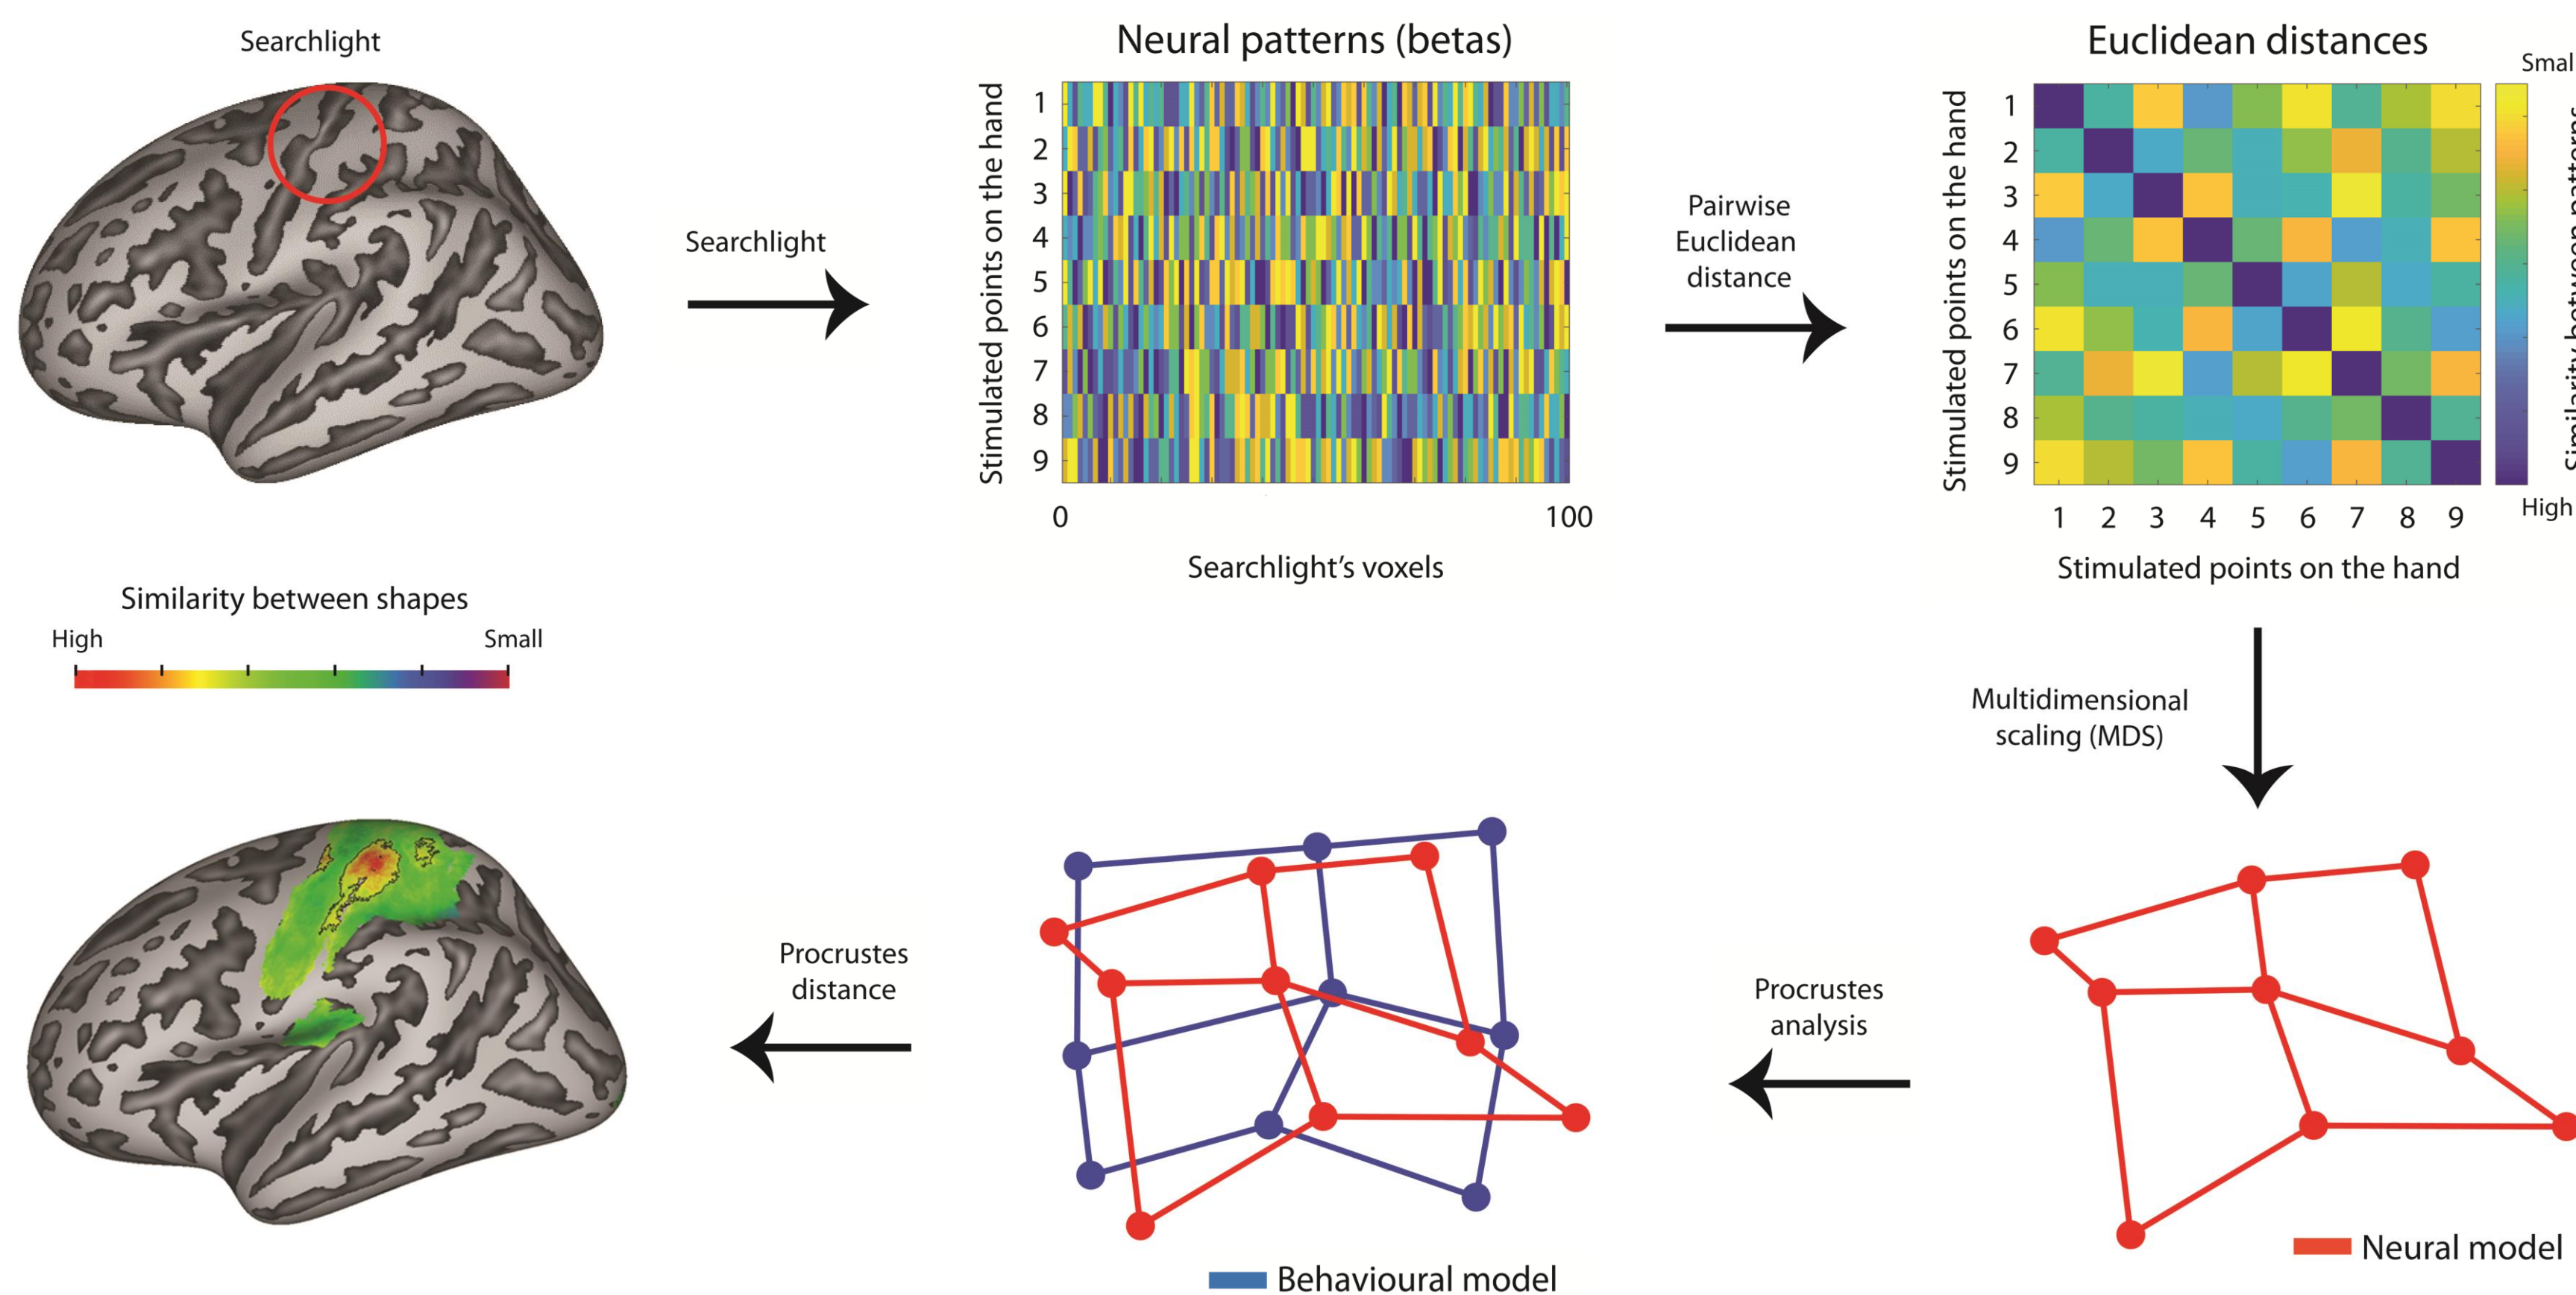 Searchlight
Searchlight
Neural patterns (betas)
Stimulated points on the hand
1
2
3
4
5
6
7
8
9
0 100
Searchlight's voxels
Pairwise
Euclidean
distance
Euclidean distances
Stimulated points on the hand
1
2
3
4
5
6
7
8
9
1 2 3 4 5 6 7 8 9
Stimulated points on the hand
Smal
Similarity between patterns
High
Multidimensional
scaling (MDS)
Neural model
Procrustes
analysis
Behavioural model
Procrustes
distance
Similarity between shapes
High Small